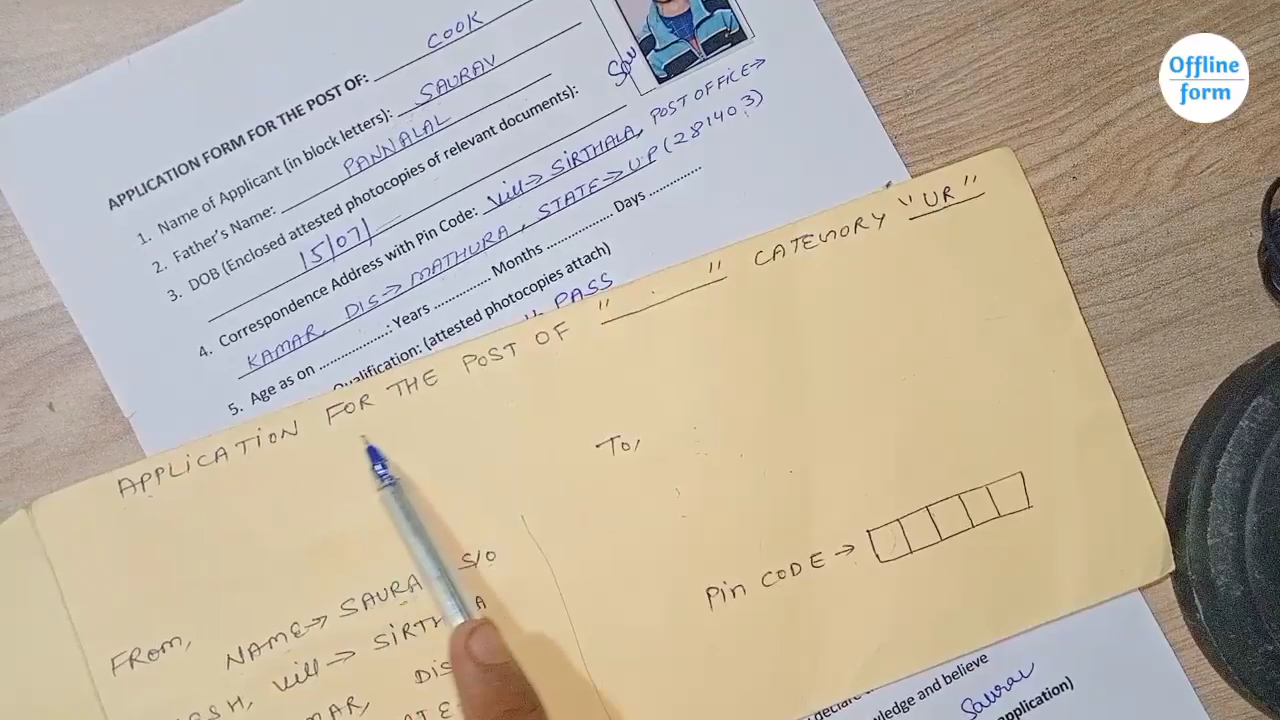 Offline
form
APPLICATION FORM FOR THE POST OF: COOK
1. Name of Applicant (in block letters): SAURAV
2. Father's Name: PANNALAL
3. DOB (Enclosed attested photocopies of relevant documents):
15/07/
4. Correspondence Address with Pin Code: Vill→ SIRTHALA, POST OFFICE→
KAMAR, DIS→ MATHURA, STATE→ U.P (281403)
5. Age as on ................: Years ............. Months ............... Days .............
Qualification: (attested photocopies attach)
PASS
Sau
APPLICATION FOR THE POST OF " " CATEGORY "UR"
To,
PIN CODE→
FROM, NAME→ SAURA S/O
Vill→ SIRTH A
MAR, DIS
knowledge and believe
Saurav
application)